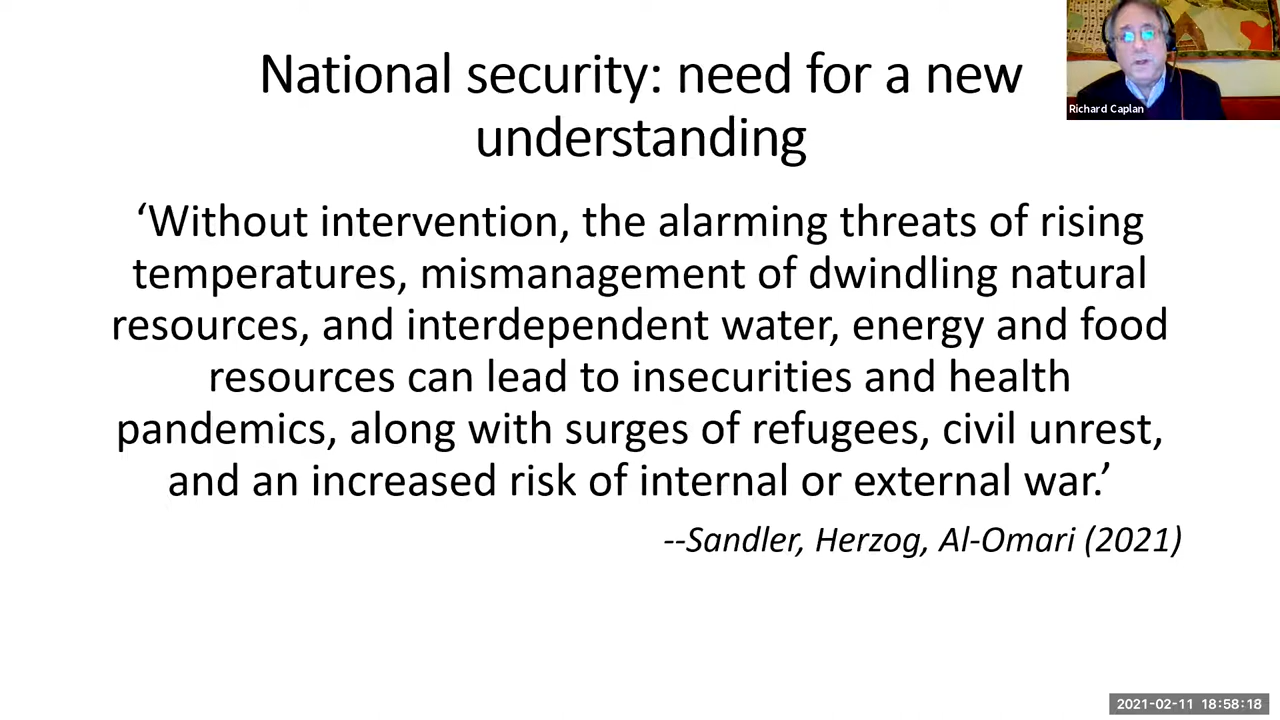 National security: need for a new
understanding
Richard Caplan
‘Without intervention, the alarming threats of rising
temperatures, mismanagement of dwindling natural
resources, and interdependent water, energy and food
resources can lead to insecurities and health
pandemics, along with surges of refugees, civil unrest,
and an increased risk of internal or external war.’
--Sandler, Herzog, Al-Omari (2021)
2021-02-11 18:58:18